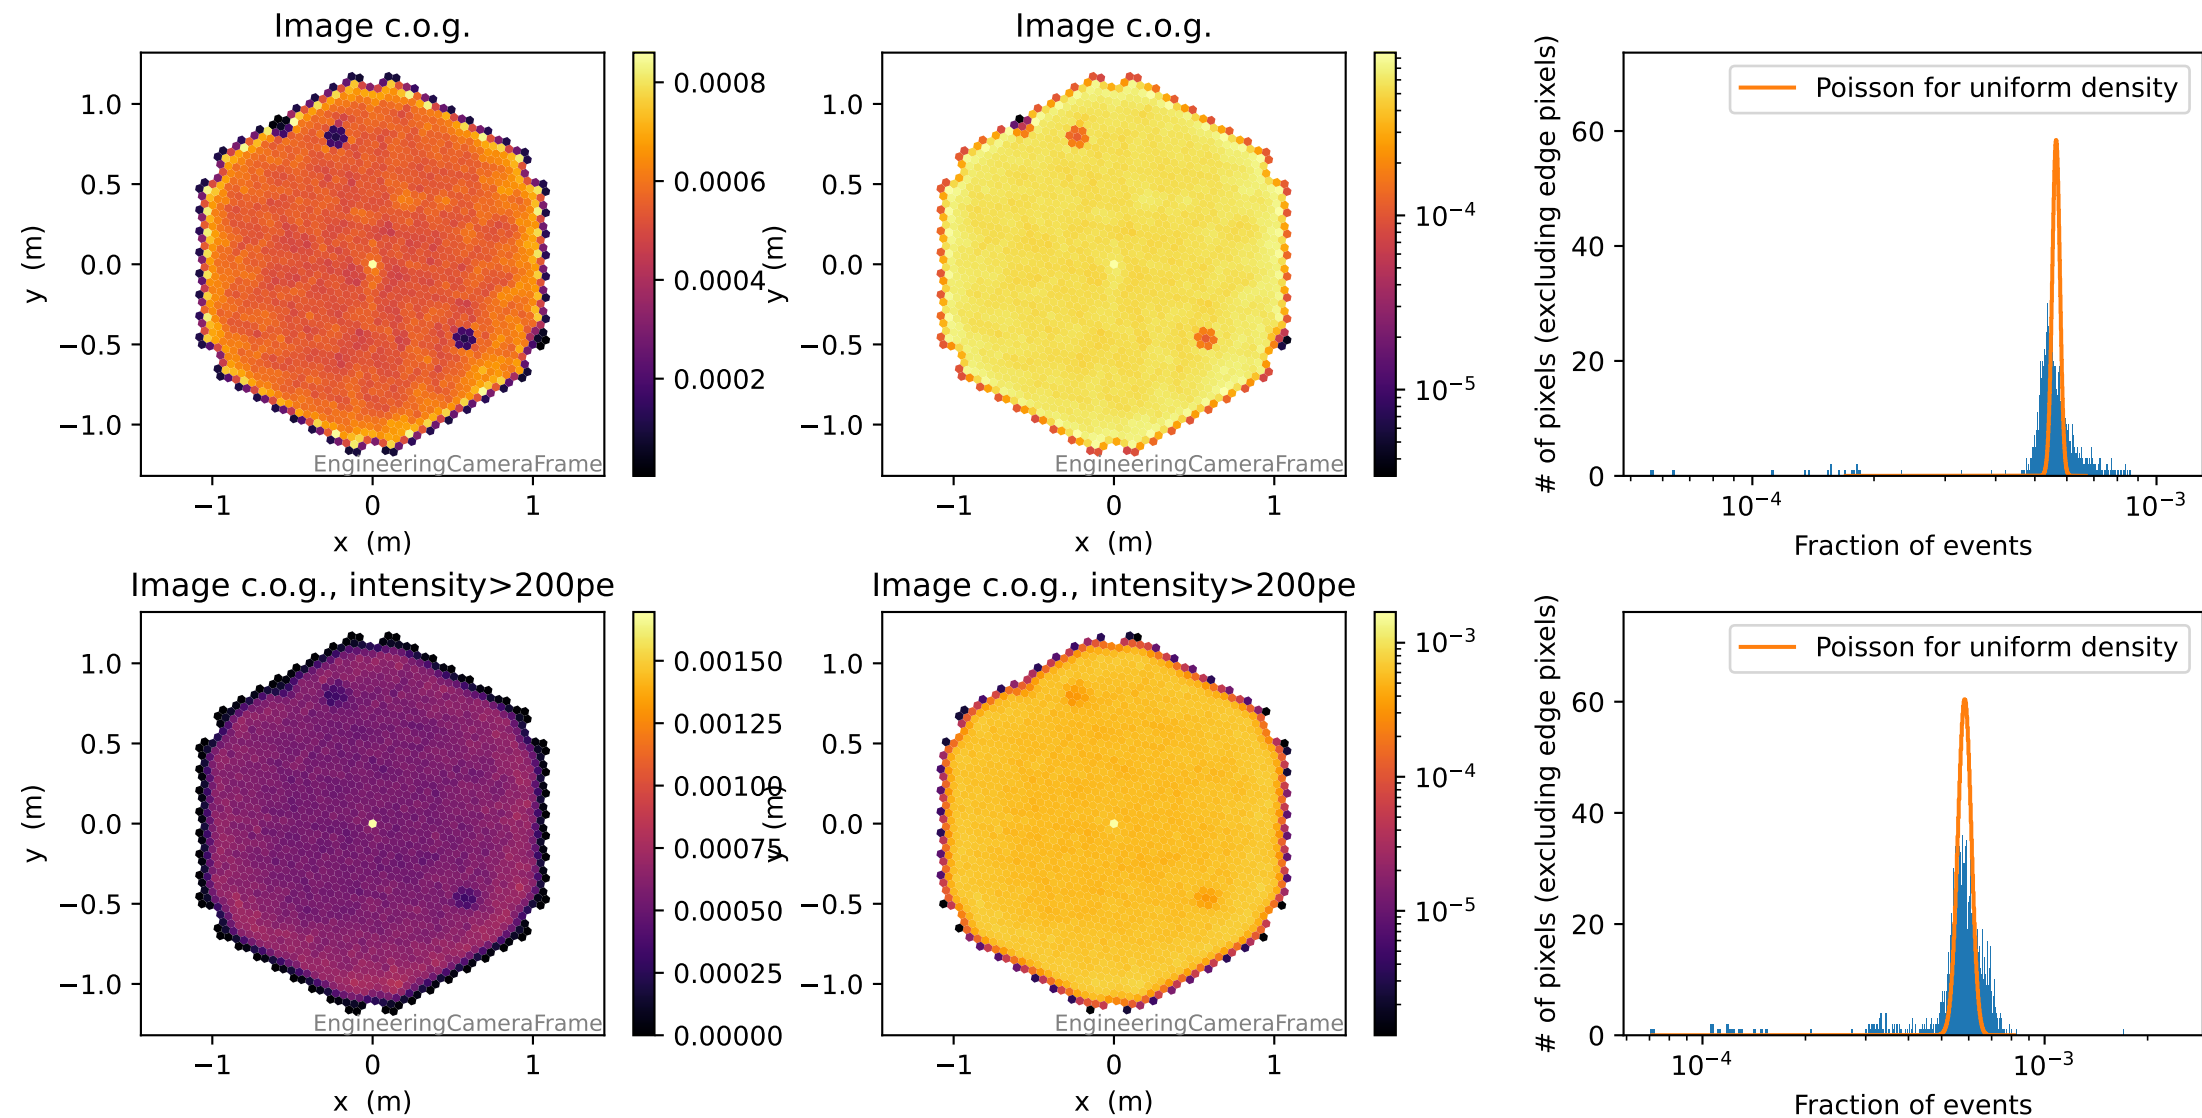 Image c.o.g.
1.0
0.5
0.0
−0.5
−1.0
y (m)
−1
0
1
x (m)
EngineeringCameraFrame
0.0008
0.0006
0.0004
0.0002
Image c.o.g.
1.0
0.5
0.0
−0.5
−1.0
y (m)
−1
0
1
x (m)
EngineeringCameraFrame
10⁻⁴
10⁻⁵
# of pixels (excluding edge pixels)
60
40
20
0
Poisson for uniform density
10⁻⁴
10⁻³
Fraction of events
Image c.o.g., intensity>200pe
1.0
0.5
0.0
−0.5
−1.0
y (m)
−1
0
1
x (m)
EngineeringCameraFrame
0.00150
0.00125
0.00100
0.00075
0.00050
0.00025
0.00000
Image c.o.g., intensity>200pe
1.0
0.5
0.0
−0.5
−1.0
y (m)
−1
0
1
x (m)
EngineeringCameraFrame
10⁻³
10⁻⁴
10⁻⁵
# of pixels (excluding edge pixels)
60
40
20
0
Poisson for uniform density
10⁻⁴
10⁻³
Fraction of events